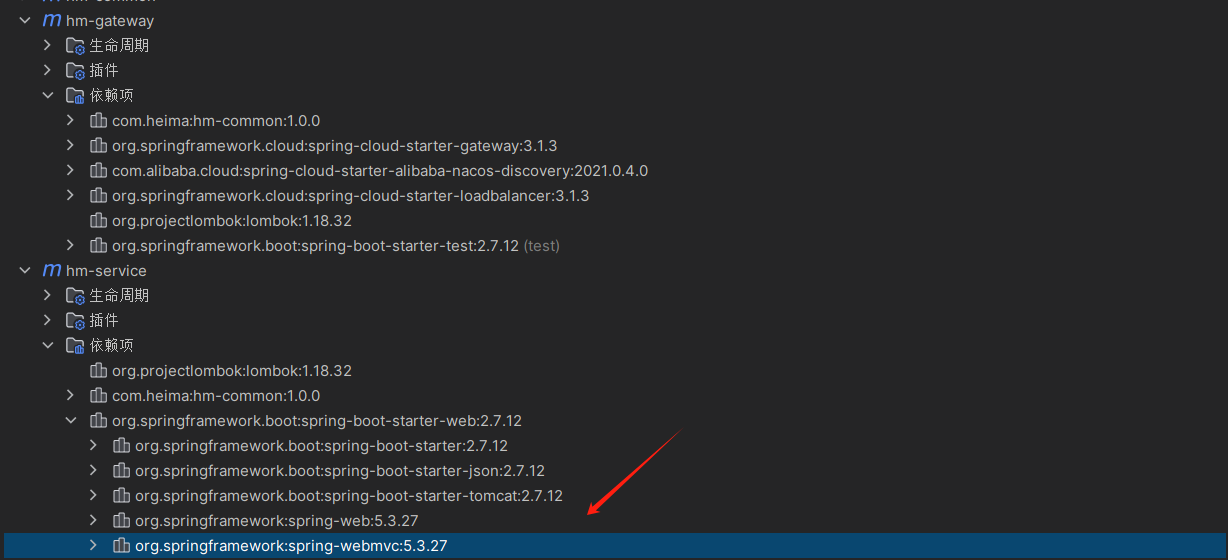 hm-common
m hm-gateway
生命周期
插件
依赖项
com.heima:hm-common:1.0.0
org.springframework.cloud:spring-cloud-starter-gateway:3.1.3
com.alibaba.cloud:spring-cloud-starter-alibaba-nacos-discovery:2021.0.4.0
org.springframework.cloud:spring-cloud-starter-loadbalancer:3.1.3
org.projectlombok:lombok:1.18.32
org.springframework.boot:spring-boot-starter-test:2.7.12 (test)
m hm-service
生命周期
插件
依赖项
org.projectlombok:lombok:1.18.32
com.heima:hm-common:1.0.0
org.springframework.boot:spring-boot-starter-web:2.7.12
org.springframework.boot:spring-boot-starter:2.7.12
org.springframework.boot:spring-boot-starter-json:2.7.12
org.springframework.boot:spring-boot-starter-tomcat:2.7.12
org.springframework:spring-web:5.3.27
org.springframework:spring-webmvc:5.3.27